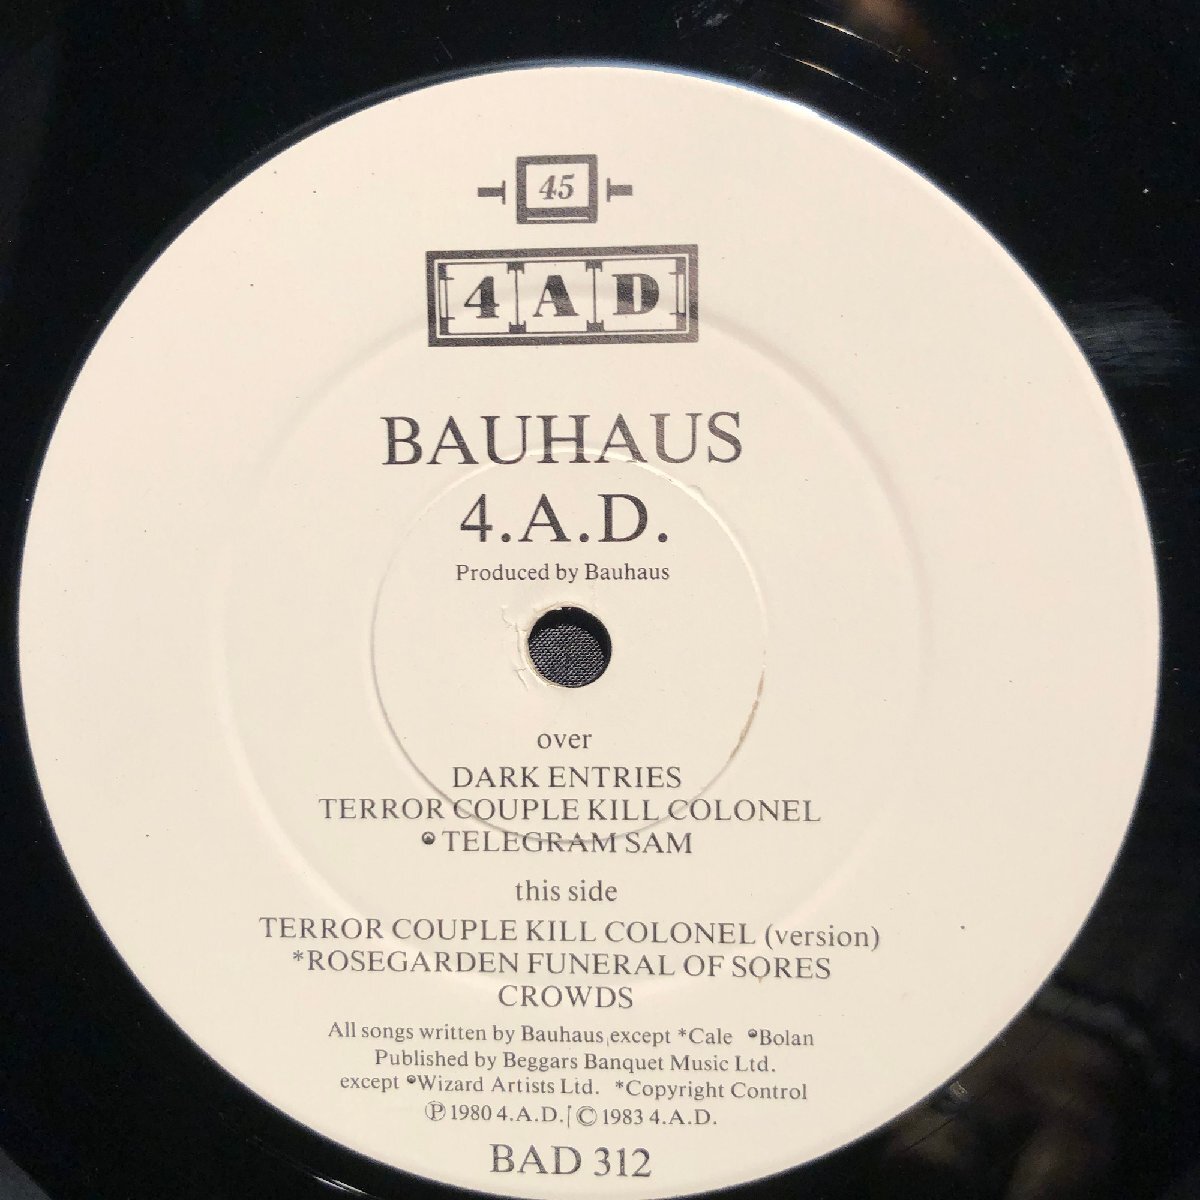 45
4AD
BAUHAUS
4.A.D.
Produced by Bauhaus
over
DARK ENTRIES
TERROR COUPLE KILL COLONEL
TELEGRAM SAM
this side
TERROR COUPLE KILL COLONEL (version)
*ROSEGARDEN FUNERAL OF SORES
CROWDS
All songs written by Bauhaus except *Cale Bolan
Published by Beggars Banquet Music Ltd.
except Wizard Artists Ltd. *Copyright Control
Ⓟ 1980 4.A.D. © 1983 4.A.D.
BAD 312